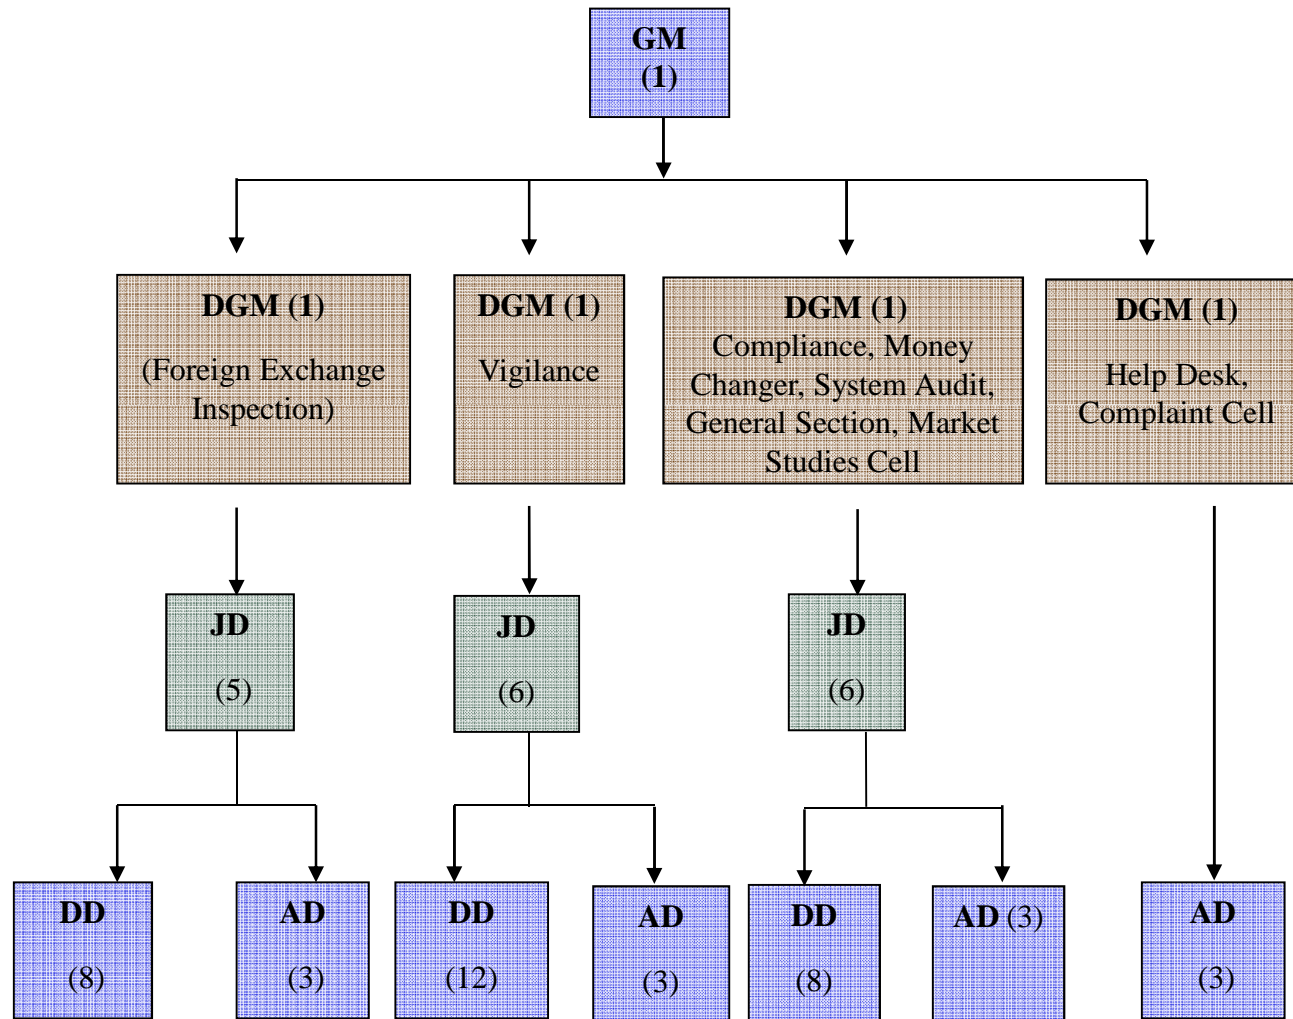 GM
(1)
DGM (1)
(Foreign Exchange
Inspection)
DGM (1)
Vigilance
DGM (1)
Compliance, Money
Changer, System Audit,
General Section, Market
Studies Cell
DGM (1)
Help Desk,
Complaint Cell
JD
(5)
JD
(6)
JD
(6)
DD
(8)
AD
(3)
DD
(12)
AD
(3)
DD
(8)
AD (3)
AD
(3)